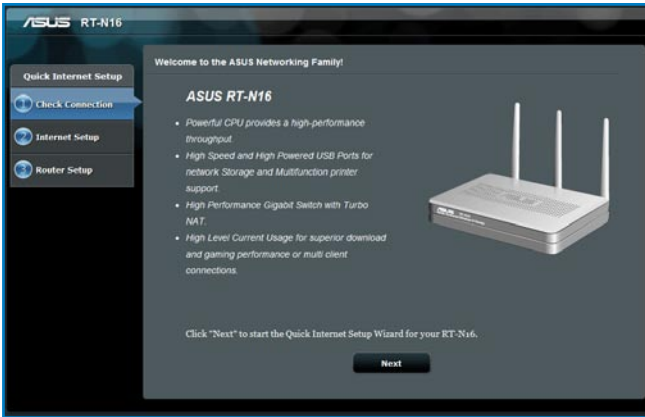 ASUS RT-N16
Quick Internet Setup
1 Check Connection
2 Internet Setup
3 Router Setup
Welcome to the ASUS Networking Family!
ASUS RT-N16
• Powerful CPU provides a high-performance
throughput.
• High Speed and High Powered USB Ports for
network Storage and Multifunction printer
support.
• High Performance Gigabit Switch with Turbo
NAT.
• High Level Current Usage for superior download
and gaming performance or multi client
connections.
Click "Next" to start the Quick Internet Setup Wizard for your RT-N16.
Next